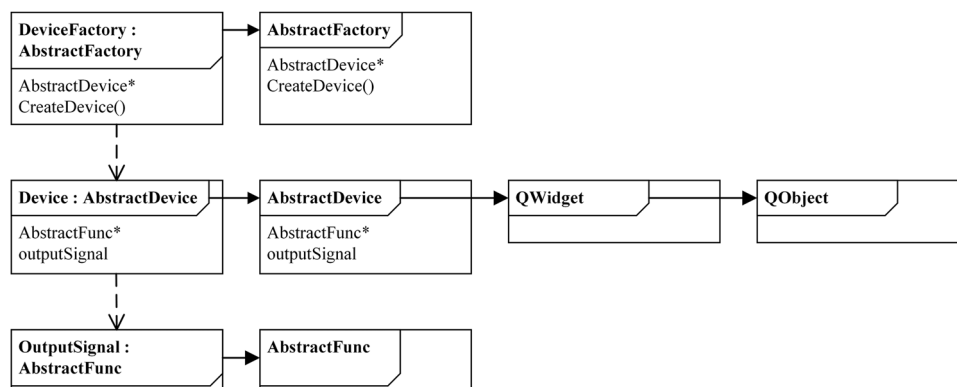 DeviceFactory :
AbstractFactory
AbstractDevice*
CreateDevice()
AbstractFactory
AbstractDevice*
CreateDevice()
Device : AbstractDevice
AbstractFunc*
outputSignal
AbstractDevice
AbstractFunc*
outputSignal
QWidget
QObject
OutputSignal :
AbstractFunc
AbstractFunc